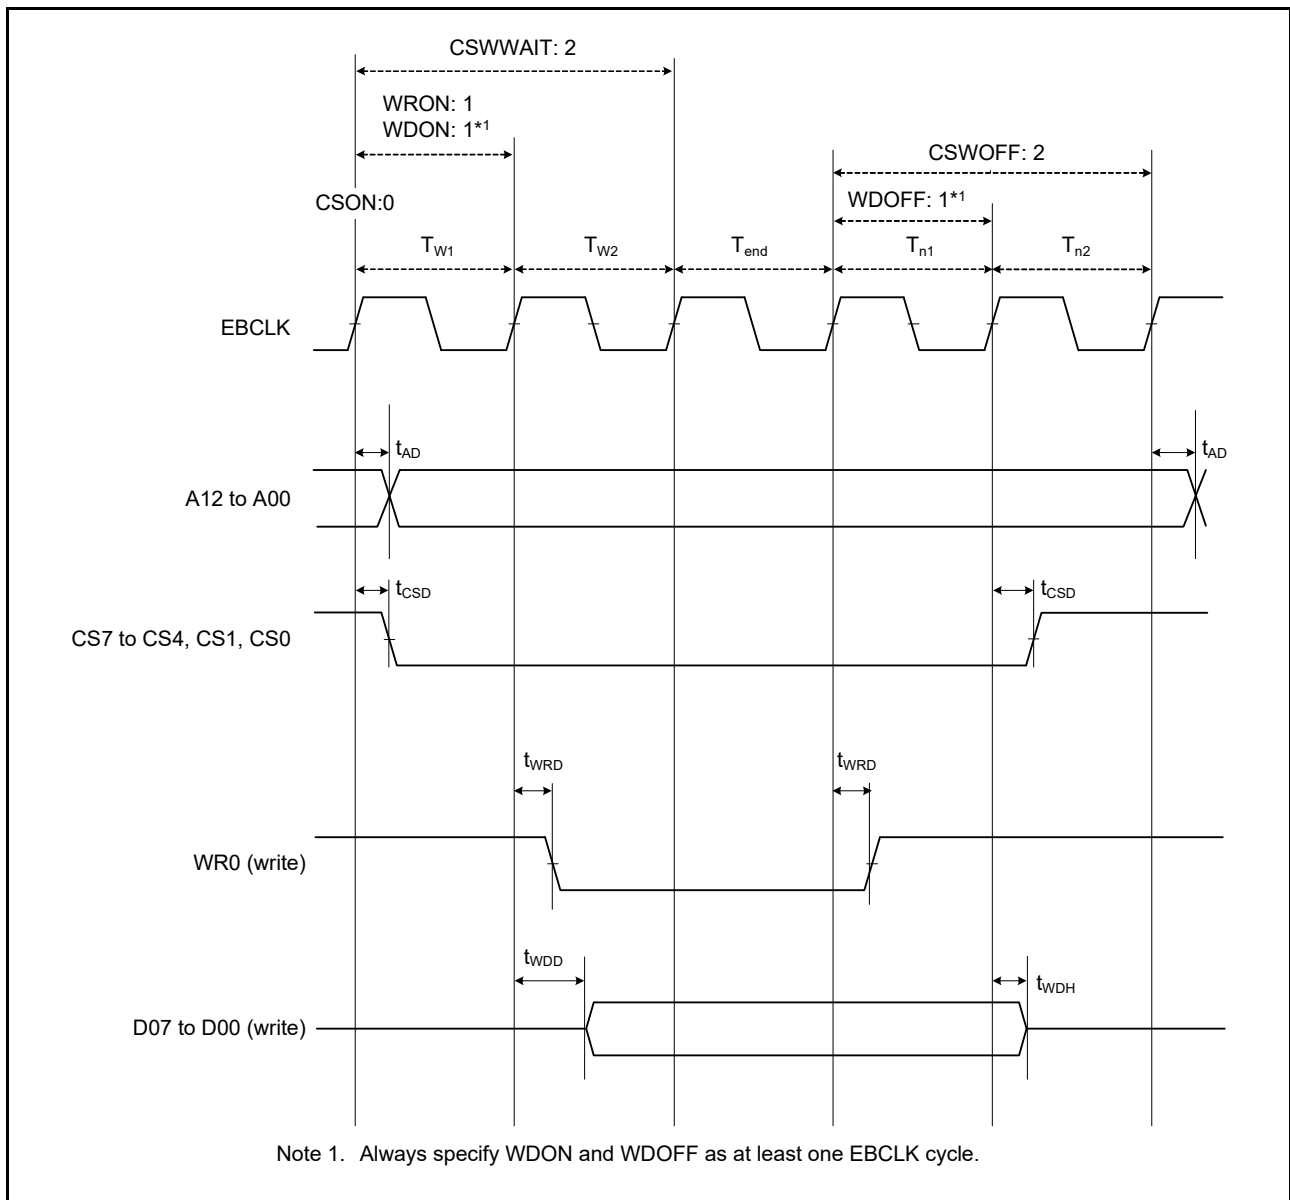 CSWWAIT: 2
WRON: 1
WDON: 1*1
CSWOFF: 2
CSON:0
WDOFF: 1*1
TW1
TW2
Tend
Tn1
Tn2
EBCLK
tAD
tAD
A12 to A00
tCSD
tCSD
CS7 to CS4, CS1, CS0
tWRD
tWRD
WR0 (write)
tWDD
tWDH
D07 to D00 (write)
Note 1. Always specify WDON and WDOFF as at least one EBCLK cycle.